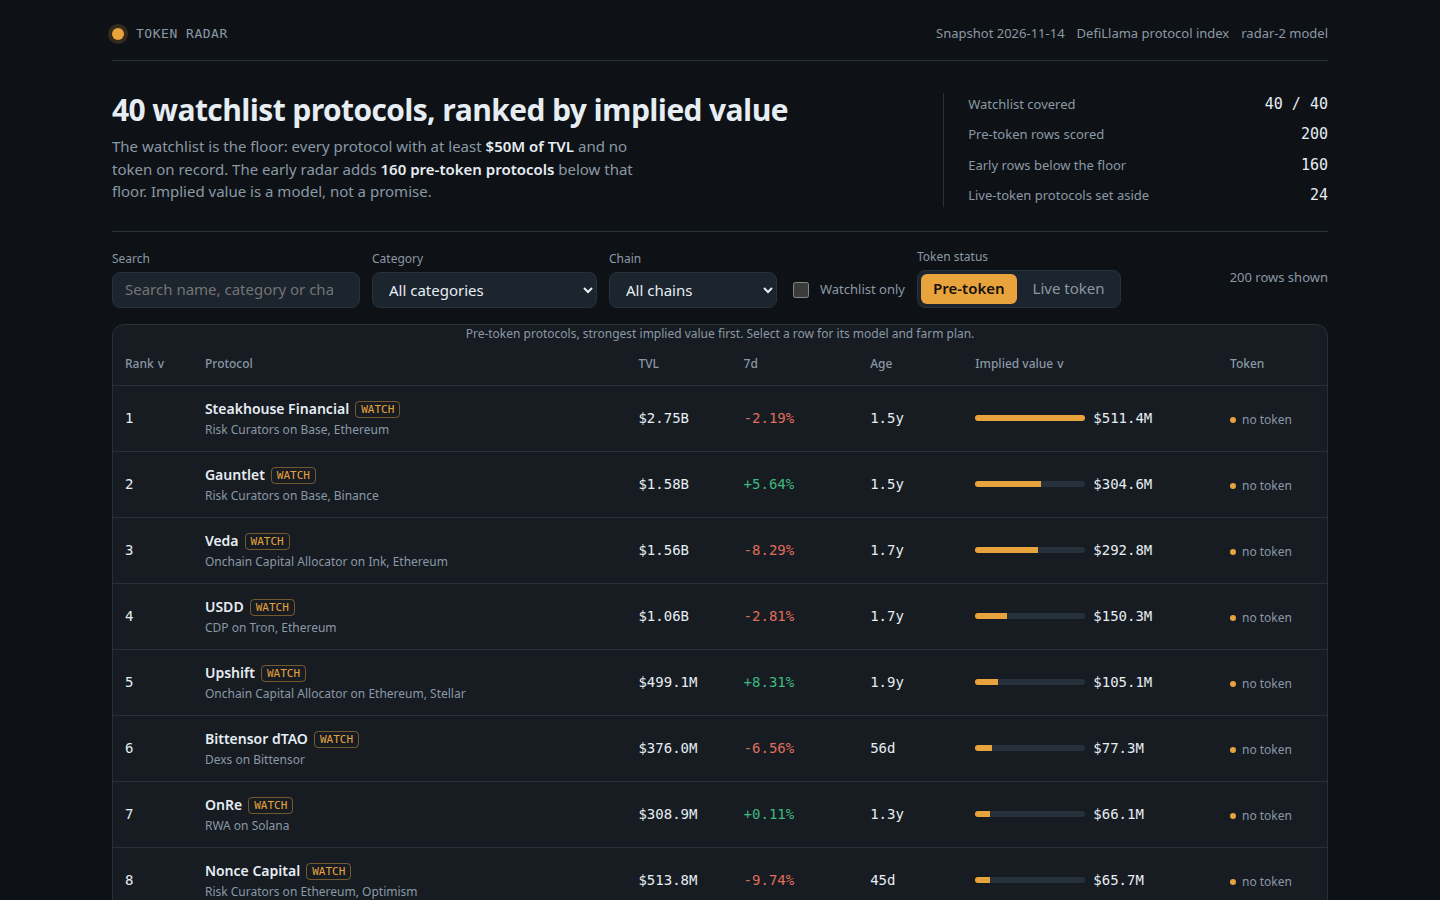 TOKEN RADAR
Snapshot 2026-11-14 DefiLlama protocol index radar-2 model
40 watchlist protocols, ranked by implied value
The watchlist is the floor: every protocol with at least $50M of TVL and no
token on record. The early radar adds 160 pre-token protocols below that
floor. Implied value is a model, not a promise.
Watchlist covered 40 / 40
Pre-token rows scored 200
Early rows below the floor 160
Live-token protocols set aside 24
Search
Category
Chain
Token status
Search name, category or cha
All categories
All chains
Watchlist only
Pre-token
Live token
200 rows shown
Pre-token protocols, strongest implied value first. Select a row for its model and farm plan.
Rank v Protocol TVL 7d Age Implied value v Token
1 Steakhouse Financial WATCH $2.75B -2.19% 1.5y $511.4M no token
Risk Curators on Base, Ethereum
2 Gauntlet WATCH $1.58B +5.64% 1.5y $304.6M no token
Risk Curators on Base, Binance
3 Veda WATCH $1.56B -8.29% 1.7y $292.8M no token
Onchain Capital Allocator on Ink, Ethereum
4 USDD WATCH $1.06B -2.81% 1.7y $150.3M no token
CDP on Tron, Ethereum
5 Upshift WATCH $499.1M +8.31% 1.9y $105.1M no token
Onchain Capital Allocator on Ethereum, Stellar
6 Bittensor dTAO WATCH $376.0M -6.56% 56d $77.3M no token
Dexs on Bittensor
7 OnRe WATCH $308.9M +0.11% 1.3y $66.1M no token
RWA on Solana
8 Nonce Capital WATCH $513.8M -9.74% 45d $65.7M no token
Risk Curators on Ethereum, Optimism